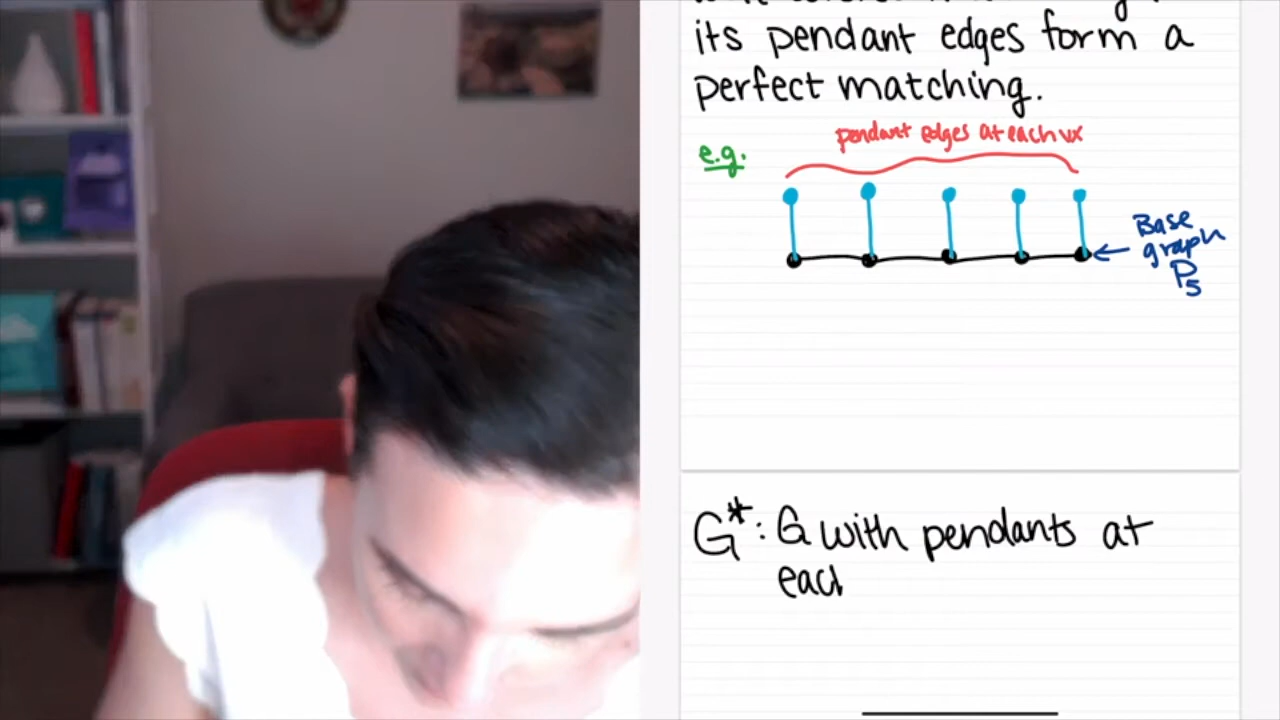 its pendant edges form a
perfect matching.
pendant edges at each vx
e.g.
Base
graph
P5
G*: G with pendants at
each